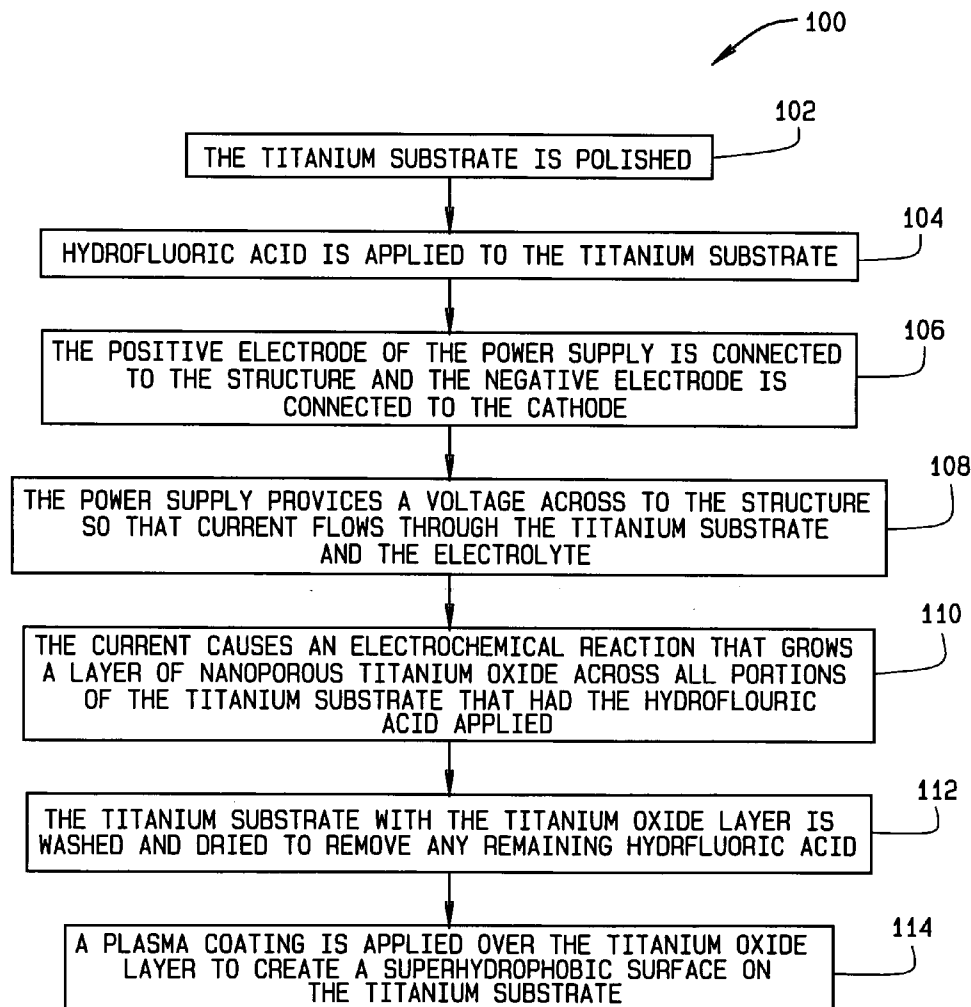 100
102
THE TITANIUM SUBSTRATE IS POLISHED
104
HYDROFLUORIC ACID IS APPLIED TO THE TITANIUM SUBSTRATE
106
THE POSITIVE ELECTRODE OF THE POWER SUPPLY IS CONNECTED
TO THE STRUCTURE AND THE NEGATIVE ELECTRODE IS
CONNECTED TO THE CATHODE
108
THE POWER SUPPLY PROVICES A VOLTAGE ACROSS TO THE STRUCTURE
SO THAT CURRENT FLOWS THROUGH THE TITANIUM SUBSTRATE
AND THE ELECTROLYTE
110
THE CURRENT CAUSES AN ELECTROCHEMICAL REACTION THAT GROWS
A LAYER OF NANOPOROUS TITANIUM OXIDE ACROSS ALL PORTIONS
OF THE TITANIUM SUBSTRATE THAT HAD THE HYDROFLOURIC
ACID APPLIED
112
THE TITANIUM SUBSTRATE WITH THE TITANIUM OXIDE LAYER IS
WASHED AND DRIED TO REMOVE ANY REMAINING HYDRFLUORIC ACID
114
A PLASMA COATING IS APPLIED OVER THE TITANIUM OXIDE
LAYER TO CREATE A SUPERHYDROPHOBIC SURFACE ON
THE TITANIUM SUBSTRATE